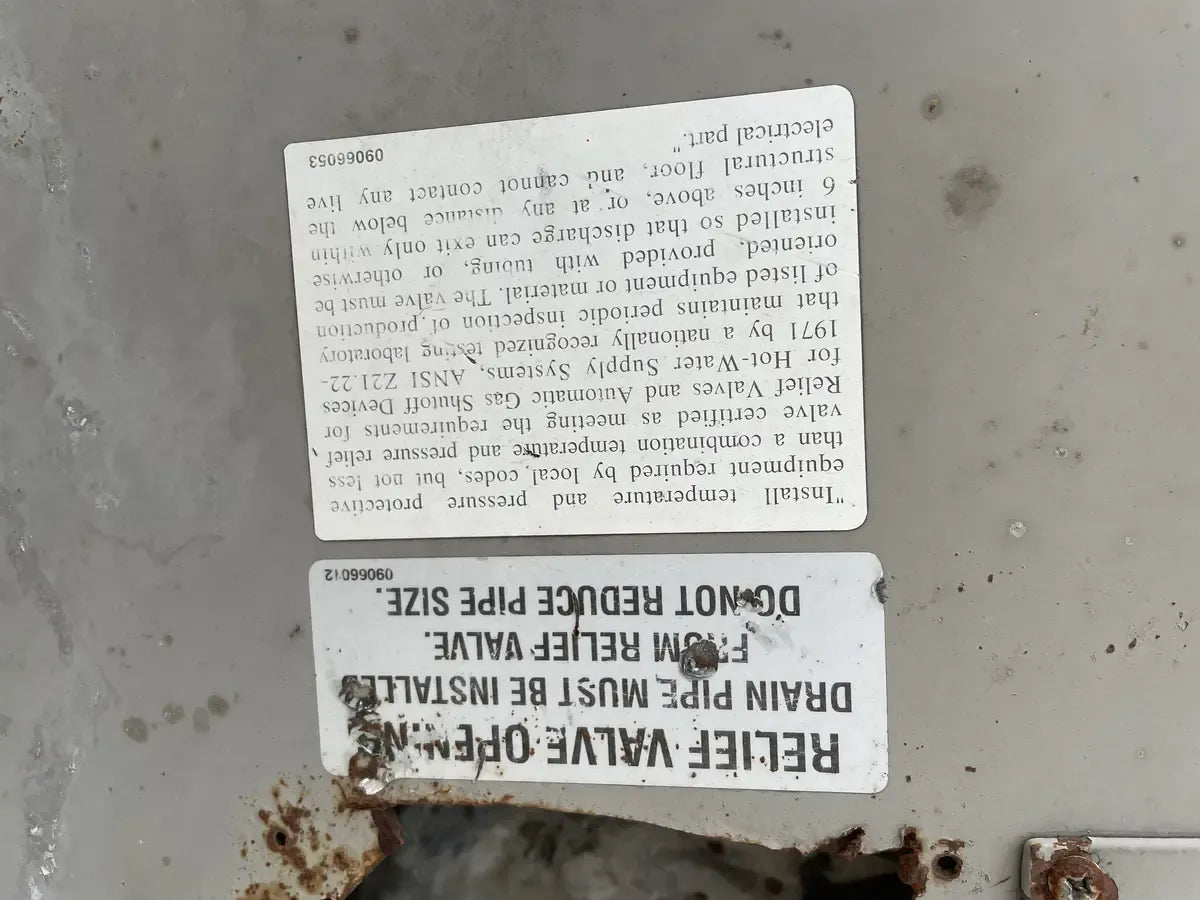 RELIEF VALVE OPENING
DRAIN PIPE MUST BE INSTALLED
FROM RELIEF VALVE.
DO NOT REDUCE PIPE SIZE.
09066012
"Install temperature and pressure protective
equipment required by local codes, but not less
than a combination temperature and pressure relief
valve certified as meeting the requirements for
Relief Valves and Automatic Gas Shutoff Devices
for Hot-Water Supply Systems, ANSI Z21.22-
1971 by a nationally recognized testing laboratory
that maintains periodic inspection of production
of listed equipment or material. The valve must be
oriented, provided with tubing, or otherwise
installed so that discharge can exit only within
6 inches above, or at any distance below the
structural floor, and cannot contact any live
electrical part."
09066053